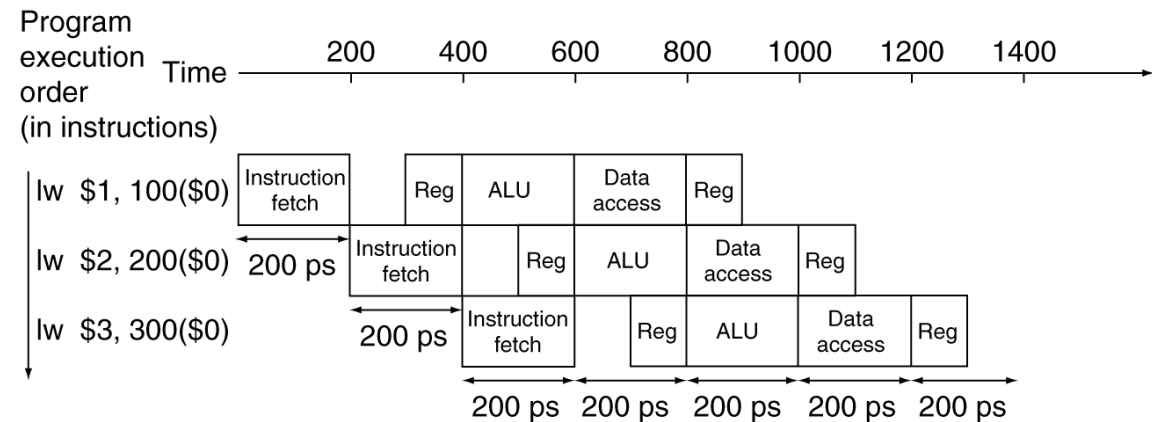 Program
execution
order
(in instructions)
Time
200 400 600 800 1000 1200 1400
lw $1, 100($0)
Instruction
fetch
Reg
ALU
Data
access
Reg
lw $2, 200($0)
200 ps
Instruction
fetch
Reg
ALU
Data
access
Reg
lw $3, 300($0)
200 ps
Instruction
fetch
Reg
ALU
Data
access
Reg
200 ps 200 ps 200 ps 200 ps 200 ps